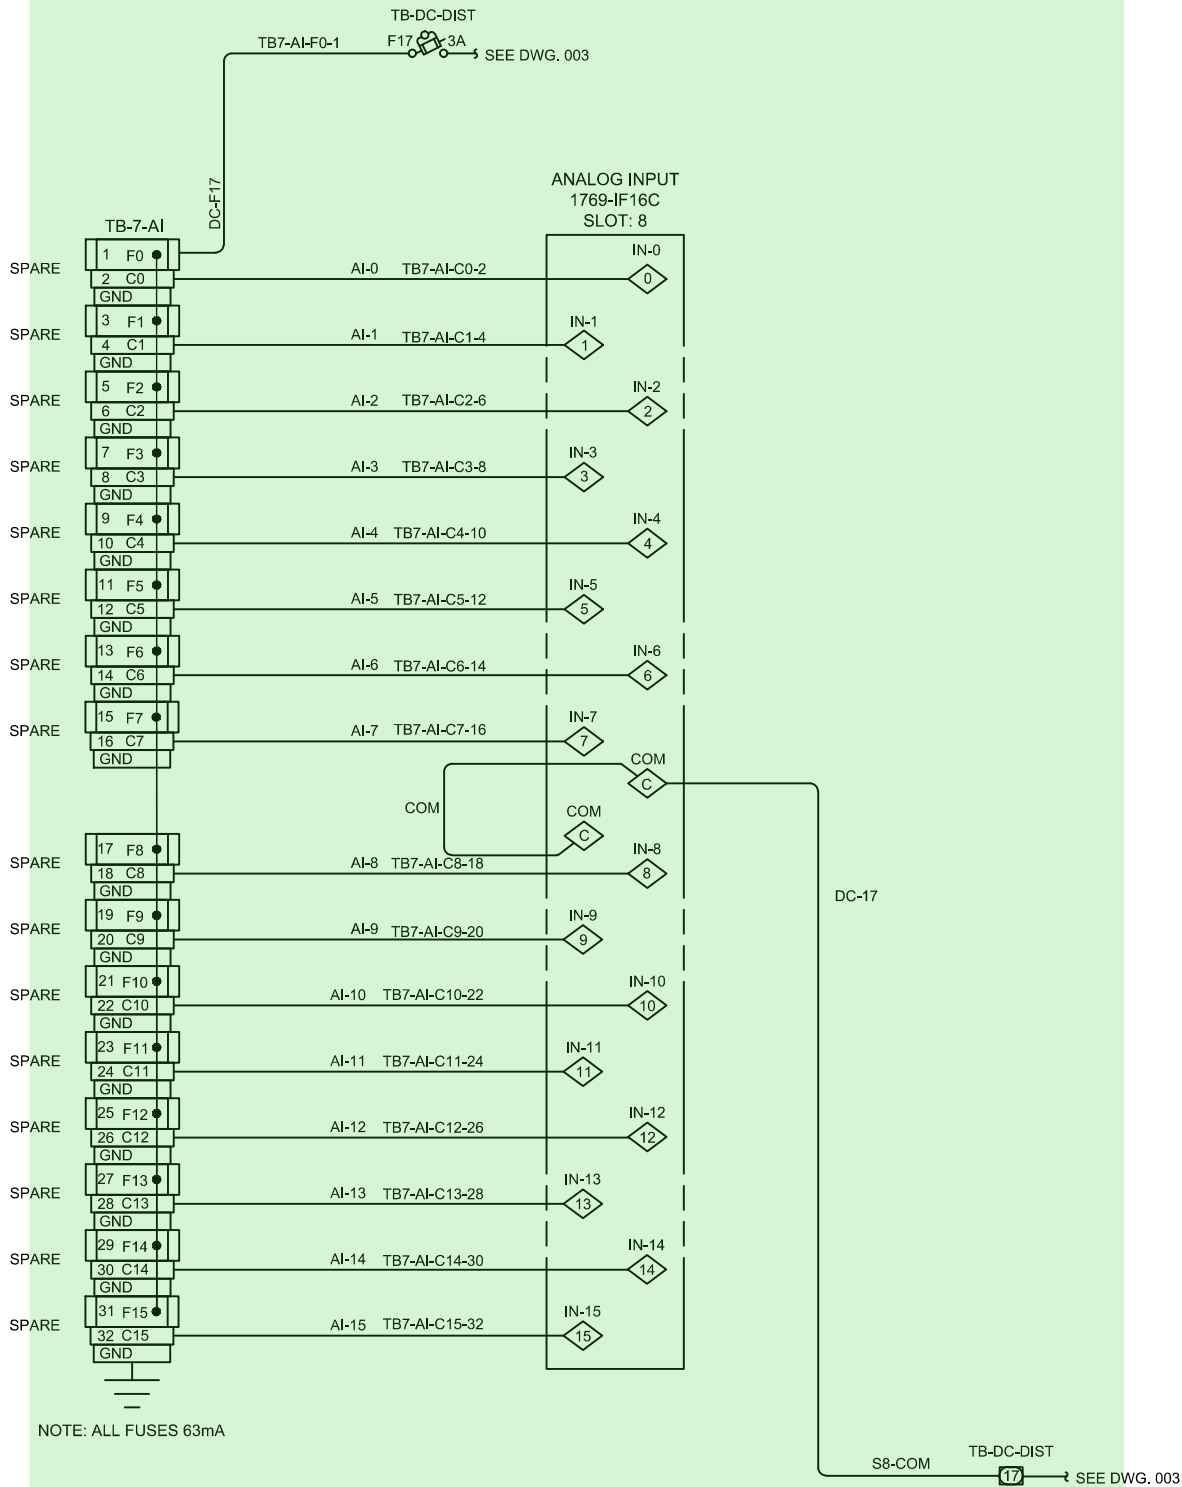 TB-DC-DIST
TB7-AI-F0-1 F17 3A SEE DWG. 003
DC-F17
ANALOG INPUT
1769-IF16C
SLOT: 8
TB-7-AI
1 F0 IN-0
SPARE AI-0 TB7-AI-C0-2
2 C0 0
GND
3 F1 IN-1
SPARE AI-1 TB7-AI-C1-4
4 C1 1
GND
5 F2 IN-2
SPARE AI-2 TB7-AI-C2-6
6 C2 2
GND
7 F3 IN-3
SPARE AI-3 TB7-AI-C3-8
8 C3 3
GND
9 F4 IN-4
SPARE AI-4 TB7-AI-C4-10
10 C4 4
GND
11 F5 IN-5
SPARE AI-5 TB7-AI-C5-12
12 C5 5
GND
13 F6 IN-6
SPARE AI-6 TB7-AI-C6-14
14 C6 6
GND
15 F7 IN-7
SPARE AI-7 TB7-AI-C7-16
16 C7 7
GND COM
C
COM COM
C
17 F8 IN-8
SPARE AI-8 TB7-AI-C8-18
18 C8 8
GND
DC-17
19 F9 IN-9
SPARE AI-9 TB7-AI-C9-20
20 C9 9
GND
21 F10 IN-10
SPARE AI-10 TB7-AI-C10-22
22 C10 10
GND
23 F11 IN-11
SPARE AI-11 TB7-AI-C11-24
24 C11 11
GND
25 F12 IN-12
SPARE AI-12 TB7-AI-C12-26
26 C12 12
GND
27 F13 IN-13
SPARE AI-13 TB7-AI-C13-28
28 C13 13
GND
29 F14 IN-14
SPARE AI-14 TB7-AI-C14-30
30 C14 14
GND
31 F15 IN-15
SPARE AI-15 TB7-AI-C15-32
32 C15 15
GND
NOTE: ALL FUSES 63mA
TB-DC-DIST
S8-COM 17 SEE DWG. 003